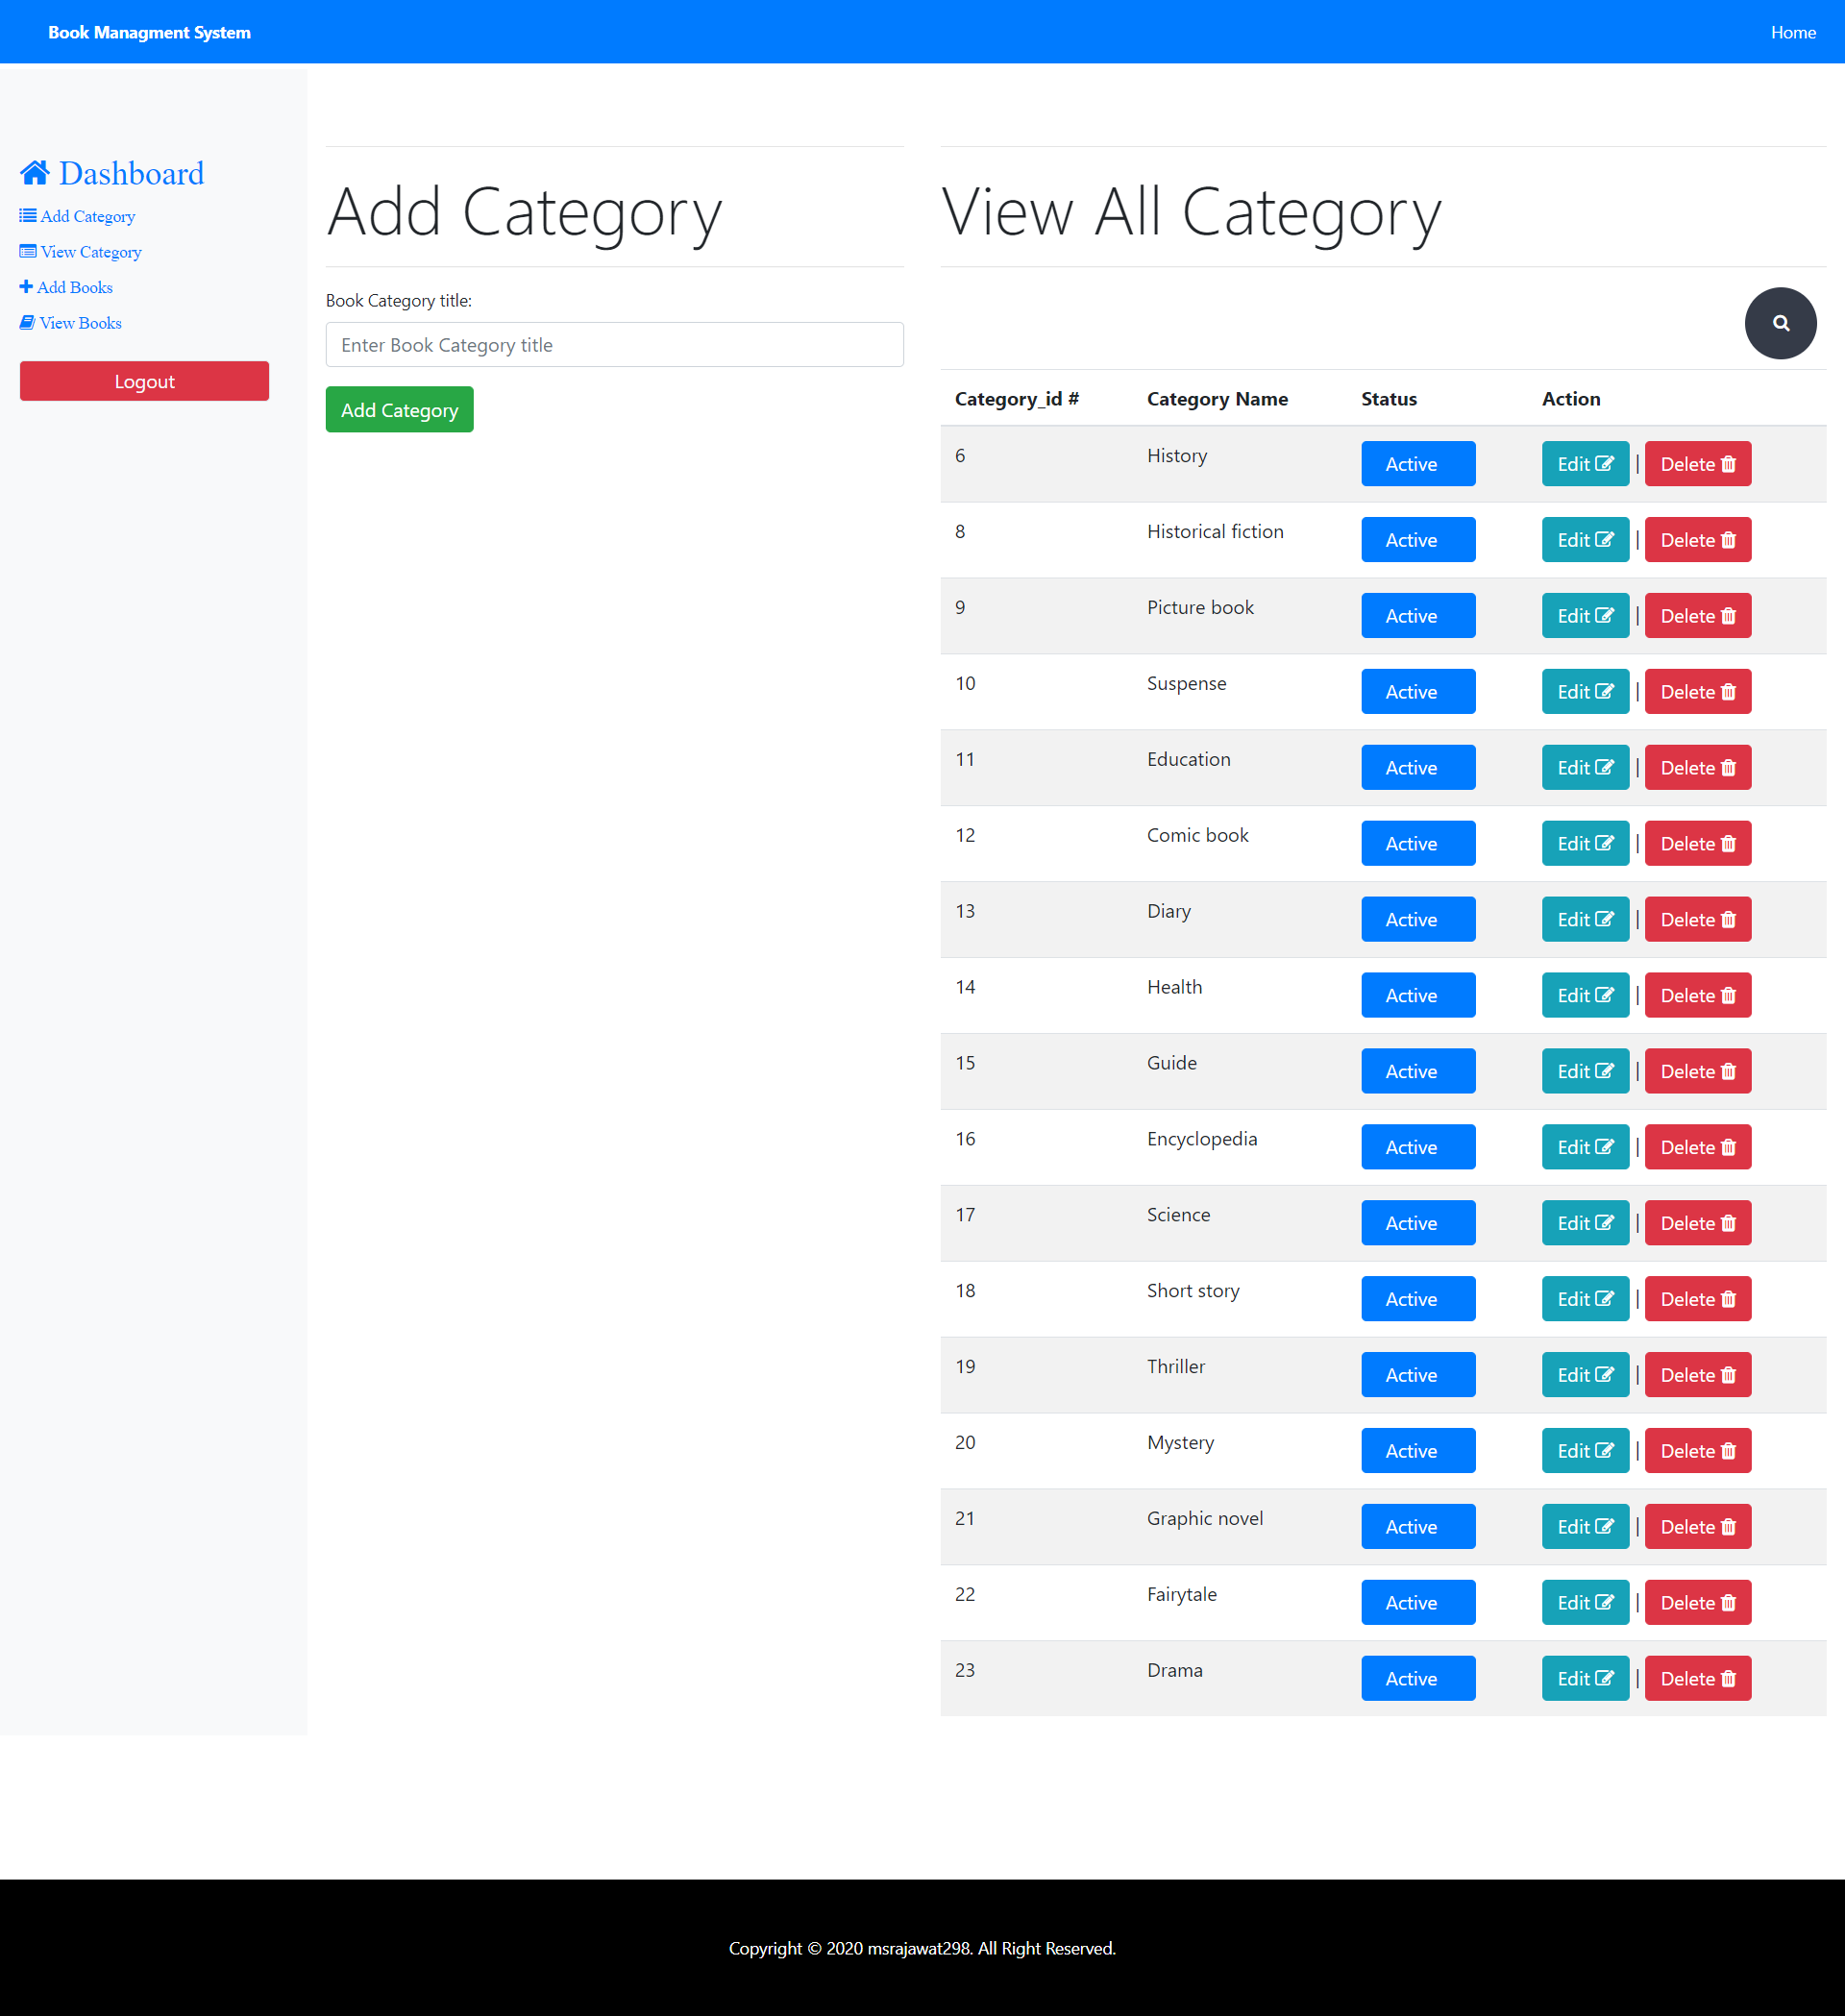 Book Managment System
Home
Dashboard
Add Category
View Category
Add Books
View Books
Logout
Add Category
Book Category title:
Enter Book Category title
Add Category
View All Category
Category_id # Category Name Status Action
6 History Active Edit | Delete
8 Historical fiction Active Edit | Delete
9 Picture book Active Edit | Delete
10 Suspense Active Edit | Delete
11 Education Active Edit | Delete
12 Comic book Active Edit | Delete
13 Diary Active Edit | Delete
14 Health Active Edit | Delete
15 Guide Active Edit | Delete
16 Encyclopedia Active Edit | Delete
17 Science Active Edit | Delete
18 Short story Active Edit | Delete
19 Thriller Active Edit | Delete
20 Mystery Active Edit | Delete
21 Graphic novel Active Edit | Delete
22 Fairytale Active Edit | Delete
23 Drama Active Edit | Delete
Copyright © 2020 msrajawat298. All Right Reserved.